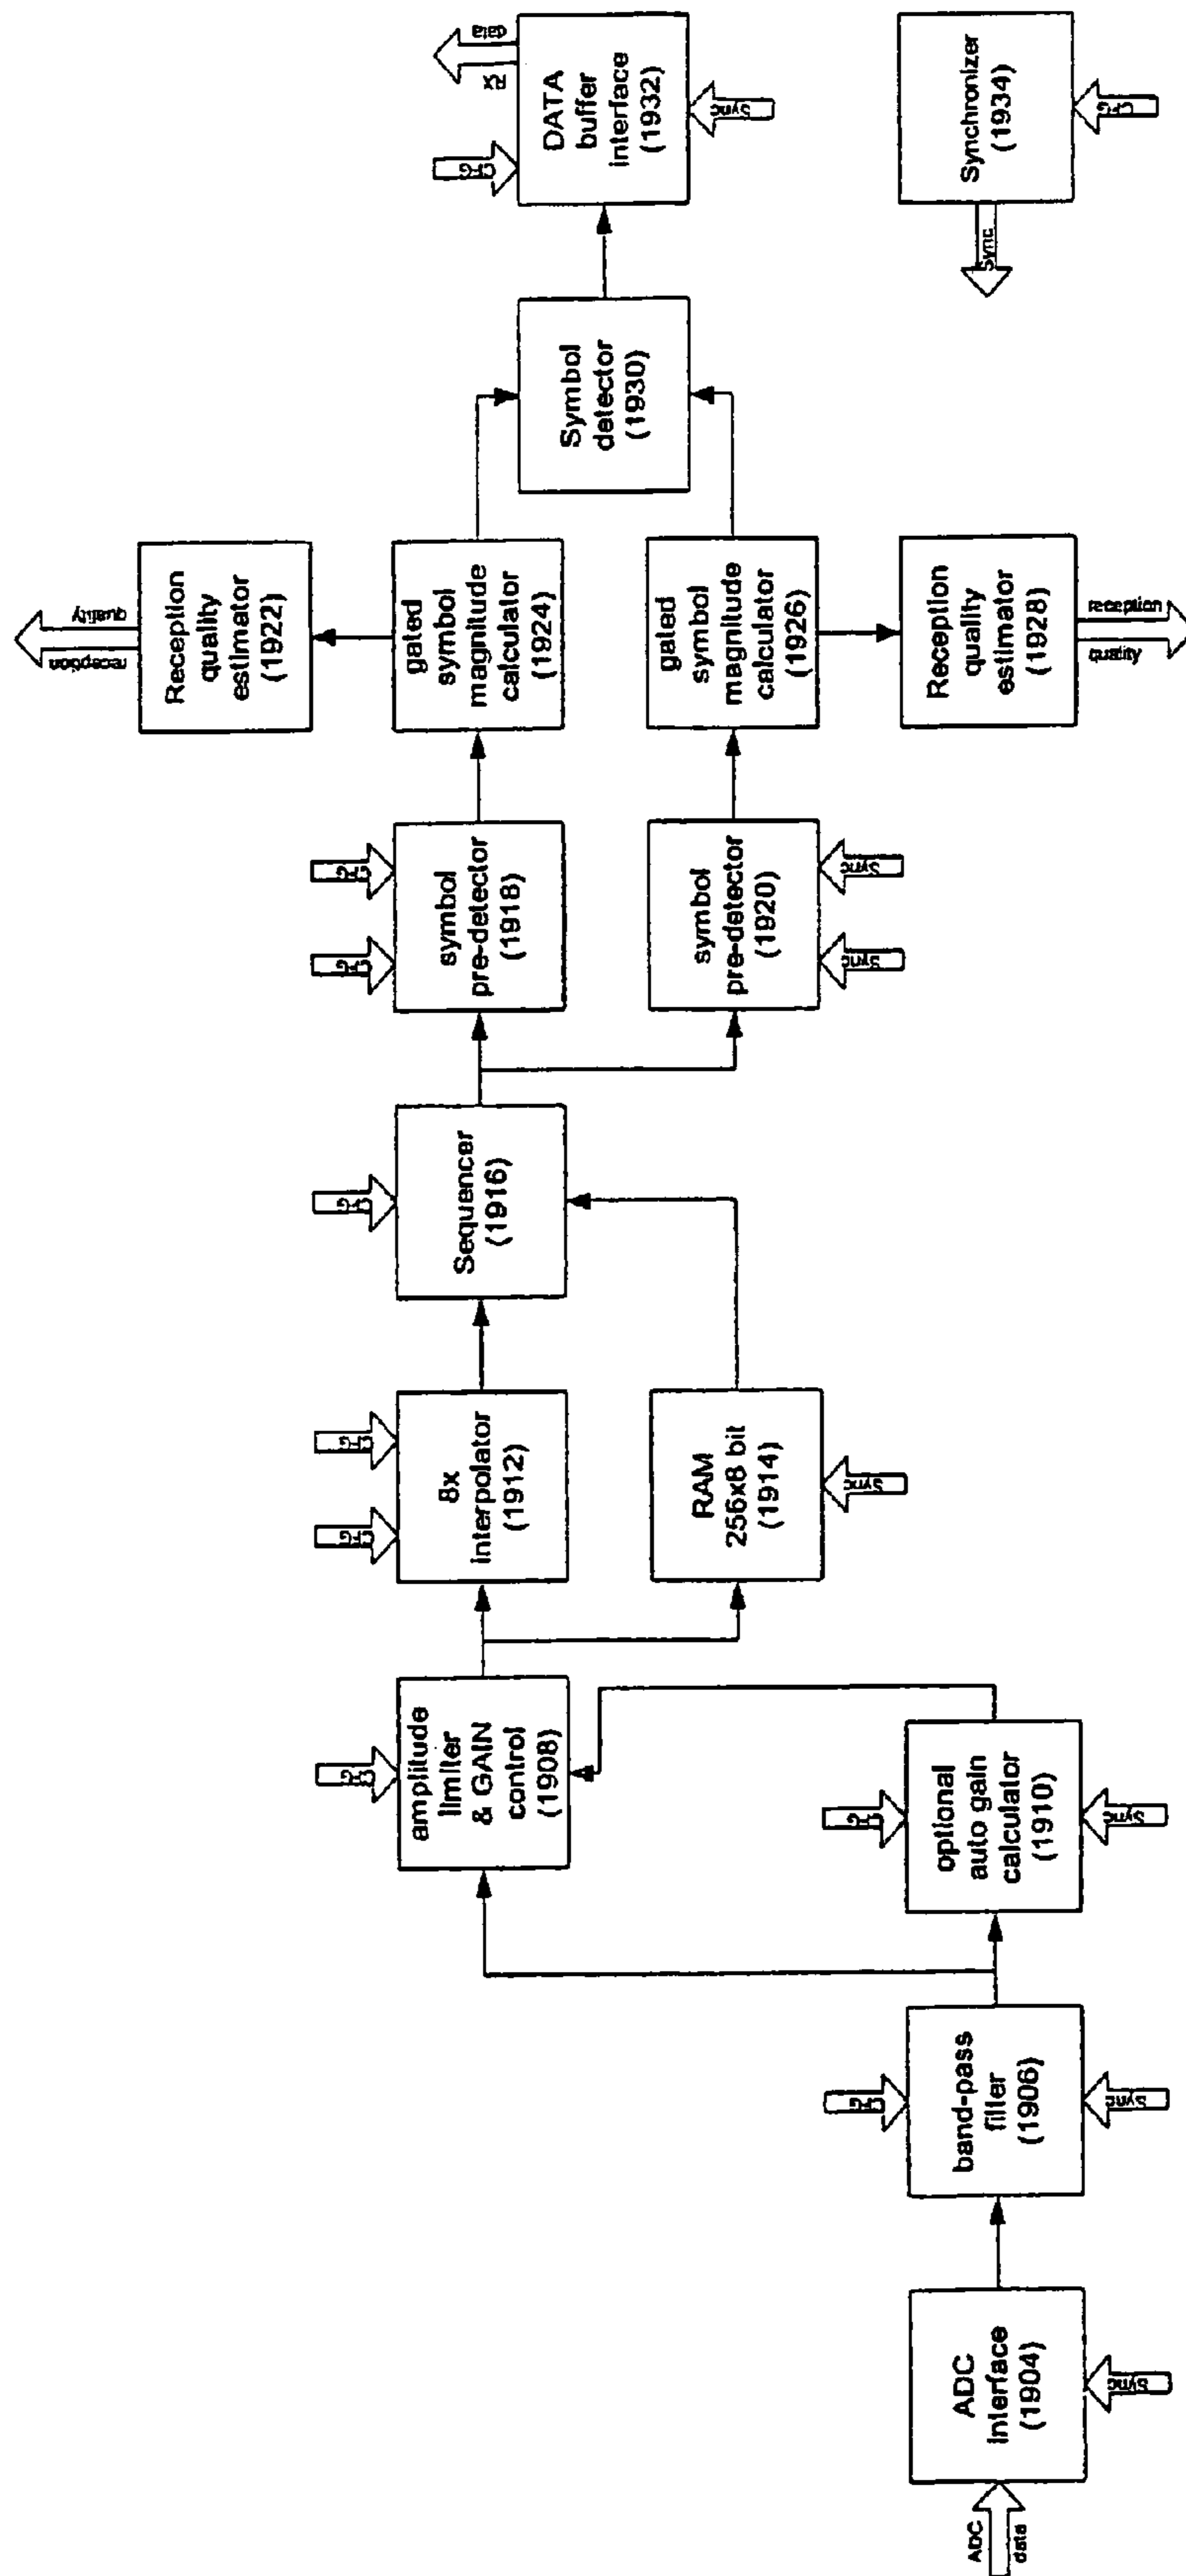 ADC
data
ADC
interface
(1904)
Sync
band-pass
filter
(1906)
CFG
Sync
optional
auto gain
calculator
(1910)
CFG
Sync
amplitude
limiter
& GAIN
control
(1908)
CFG
8x
interpolator
(1912)
CFG
CFG
RAM
256x8 bit
(1914)
Sync
Sequencer
(1916)
CFG
symbol
pre-detector
(1918)
CFG
CFG
symbol
pre-detector
(1920)
Sync
Sync
Reception
quality
estimator
(1922)
reception
quality
gated
symbol
magnitude
calculator
(1924)
gated
symbol
magnitude
calculator
(1926)
Reception
quality
estimator
(1928)
quality
reception
Symbol
detector
(1930)
DATA
buffer
interface
(1932)
CFG
Rx
data
Sync
Synchronizer
(1934)
Sync
CFG